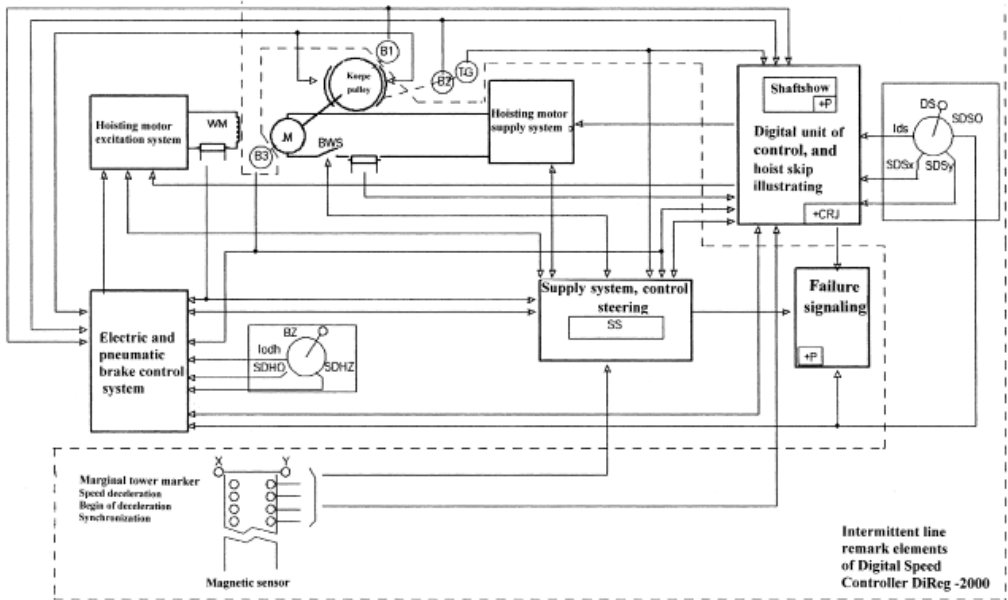 B1
B2
TG
Koepe
pulley
Shaftshow
+P
Digital unit of
control, and
hoist skip
illustrating
+CRJ
DS
SDSO
Ids
SDSx
SDSy
Hoisting motor
excitation system
WM
M
B3
BWS
Hoisting motor
supply system
Supply system, control
steering
SS
Failure
signaling
+P
Electric and
pneumatic
brake control
system
BZ
Iodh
SDHO
SDHZ
X
Y
Marginal tower marker
Speed deceleration
Begin of deceleration
Synchronization
Magnetic sensor
Intermittent line
remark elements
of Digital Speed
Controller DiReg -2000